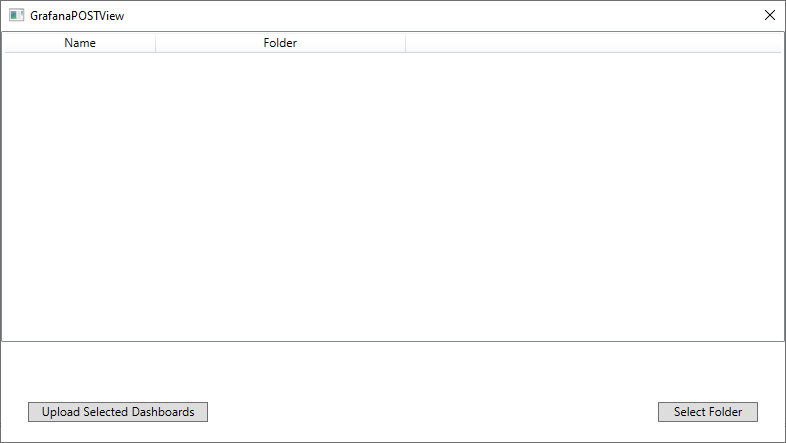 GrafanaPOSTView
Name Folder
Upload Selected Dashboards Select Folder